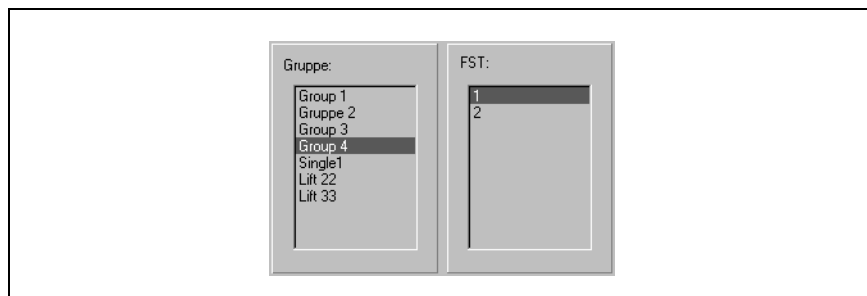 Gruppe:
Group 1
Gruppe 2
Group 3
Group 4
Single1
Lift 22
Lift 33
FST:
1
2